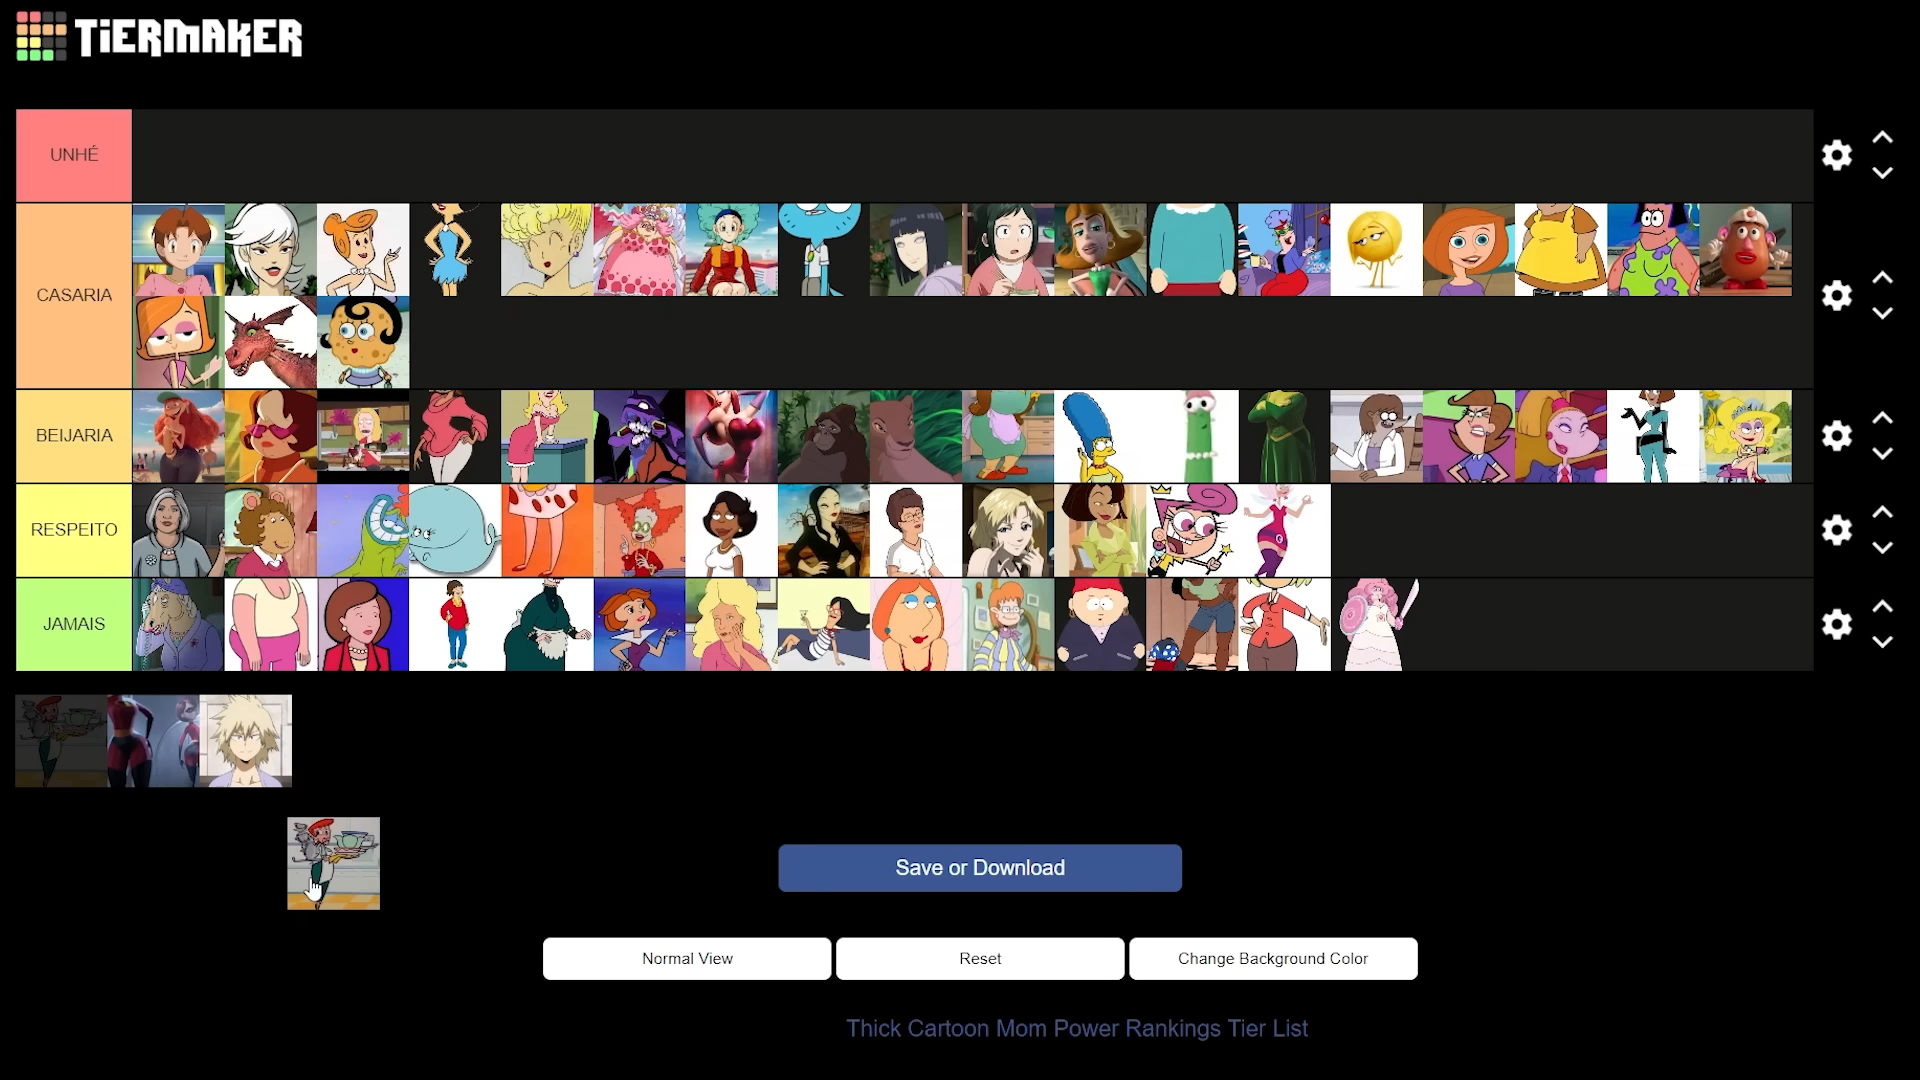 TIERMAKER
UNHÉ
CASARIA
BEIJARIA
RESPEITO
JAMAIS
Save or Download
Normal View
Reset
Change Background Color
Thick Cartoon Mom Power Rankings Tier List